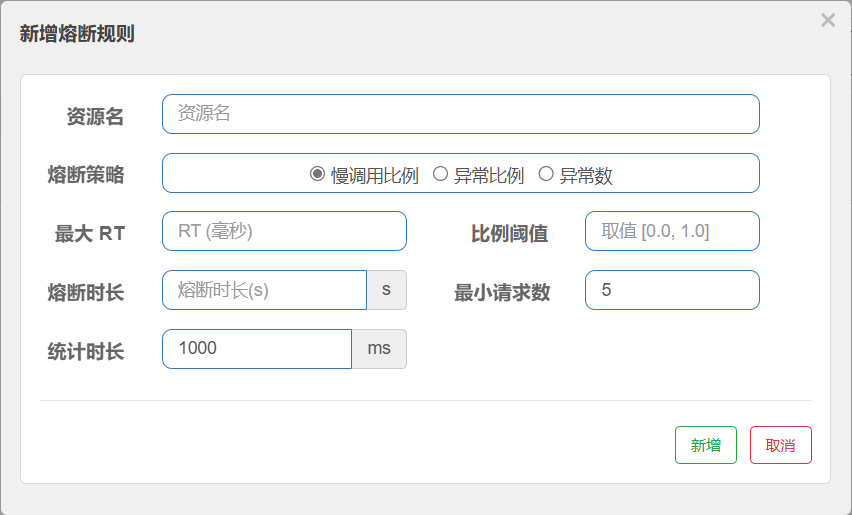 新增熔断规则
×
资源名 资源名
熔断策略 慢调用比例 异常比例 异常数
最大 RT RT (毫秒) 比例阈值 取值 [0.0, 1.0]
熔断时长 熔断时长(s) s 最小请求数 5
统计时长 1000 ms
新增 取消